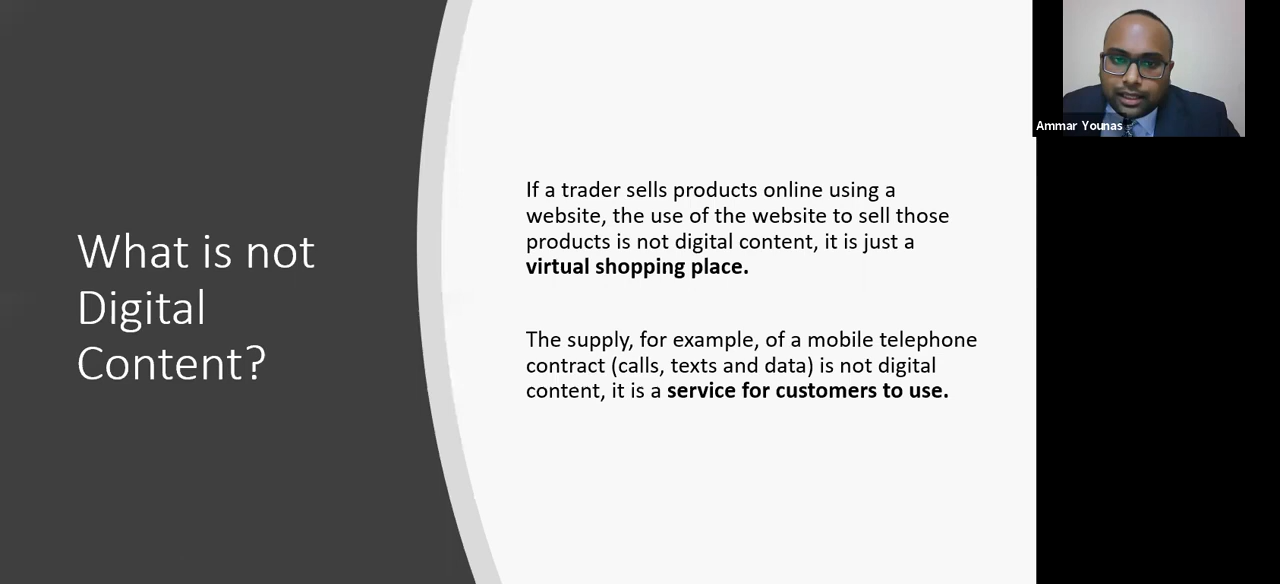 What is not
Digital
Content?
If a trader sells products online using a
website, the use of the website to sell those
products is not digital content, it is just a
virtual shopping place.
The supply, for example, of a mobile telephone
contract (calls, texts and data) is not digital
content, it is a service for customers to use.
Ammar Younas